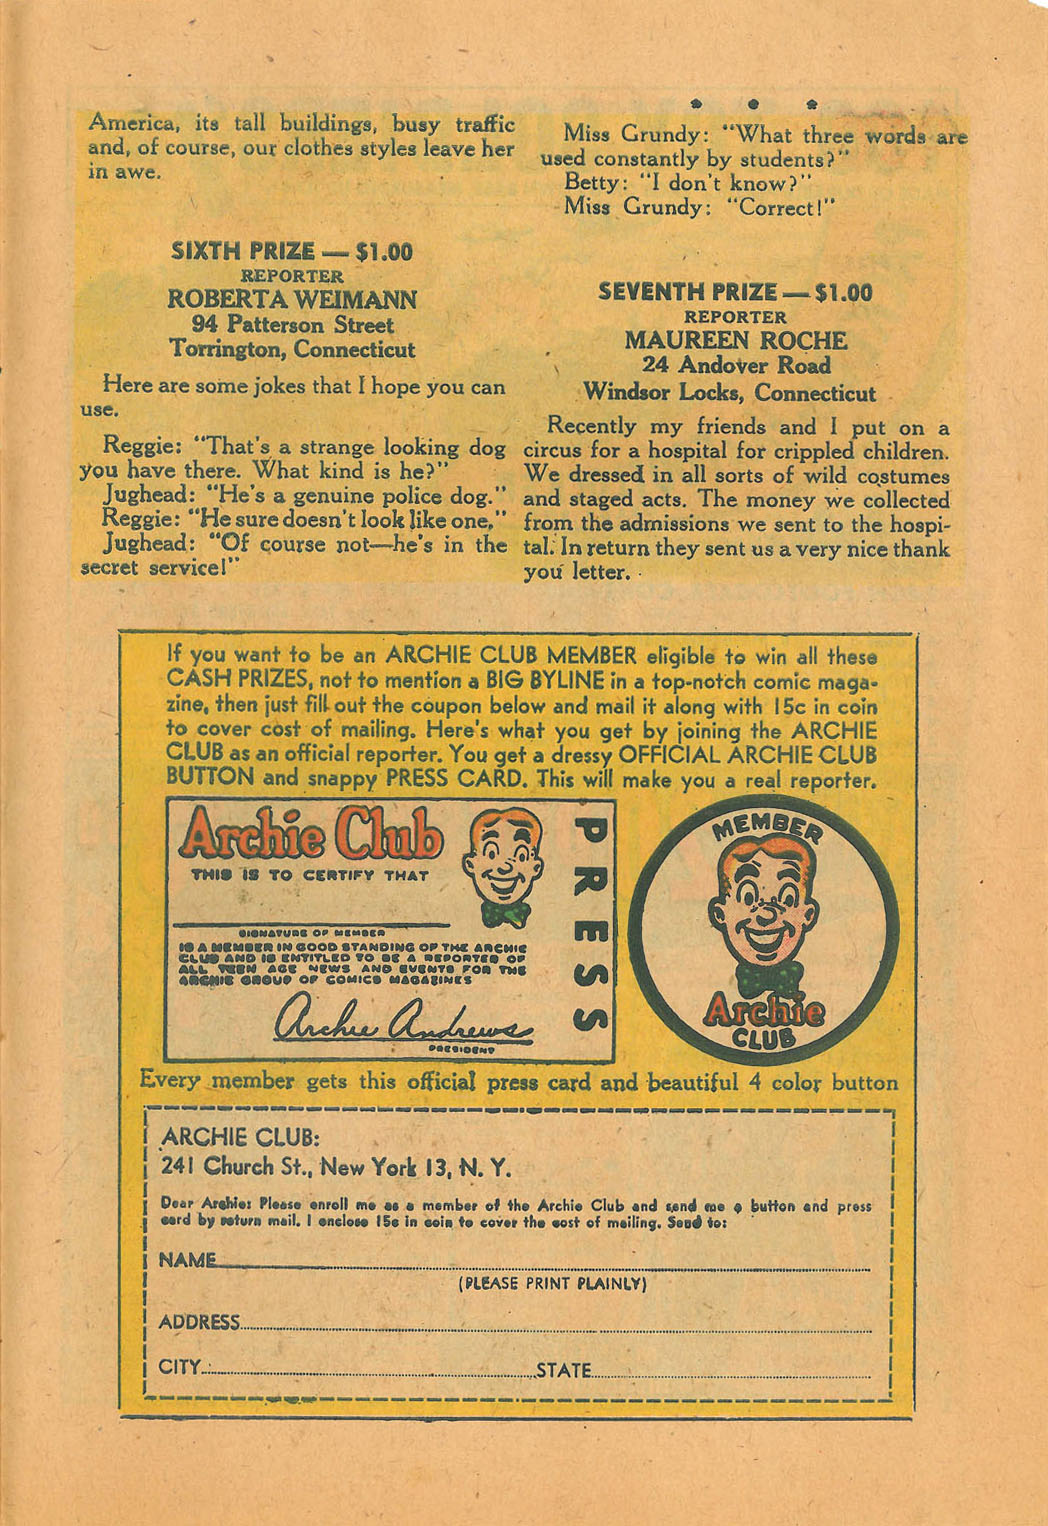 America, its tall buildings, busy traffic
and, of course, our clothes styles leave her
in awe.
SIXTH PRIZE — $1.00
REPORTER
ROBERTA WEIMANN
94 Patterson Street
Torrington, Connecticut
Here are some jokes that I hope you can
use.
Reggie: "That's a strange looking dog
you have there. What kind is he?"
Jughead: "He's a genuine police dog."
Reggie: "He sure doesn't look like one,"
Jughead: "Of course not—he's in the
secret service!"
Miss Grundy: "What three words are
used constantly by students?"
Betty: "I don't know?"
Miss Grundy: "Correct!"
SEVENTH PRIZE — $1.00
REPORTER
MAUREEN ROCHE
24 Andover Road
Windsor Locks, Connecticut
Recently my friends and I put on a
circus for a hospital for crippled children.
We dressed in all sorts of wild costumes
and staged acts. The money we collected
from the admissions we sent to the hospi-
tal. In return they sent us a very nice thank
you letter.
If you want to be an ARCHIE CLUB MEMBER eligible to win all these
CASH PRIZES, not to mention a BIG BYLINE in a top-notch comic maga-
zine, then just fill out the coupon below and mail it along with 15c in coin
to cover cost of mailing. Here's what you get by joining the ARCHIE
CLUB as an official reporter. You get a dressy OFFICIAL ARCHIE CLUB
BUTTON and snappy PRESS CARD. This will make you a real reporter.
Archie Club
THIS IS TO CERTIFY THAT
SIGNATURE OF MEMBER
IS A MEMBER IN GOOD STANDING OF THE ARCHIE
CLUB AND IS ENTITLED TO BE A REPORTER OF
ALL TEEN AGE NEWS AND EVENTS FOR THE
ARCHIE GROUP OF COMICS MAGAZINES
Archie Andrews
PRESIDENT
PRESS
MEMBER
Archie
CLUB
Every member gets this official press card and beautiful 4 color button
ARCHIE CLUB:
241 Church St., New York 13, N. Y.
Dear Archie: Please enroll me as a member of the Archie Club and send me a button and press
card by return mail. I enclose 15c in coin to cover the cost of mailing. Send to:
NAME
(PLEASE PRINT PLAINLY)
ADDRESS
CITY STATE